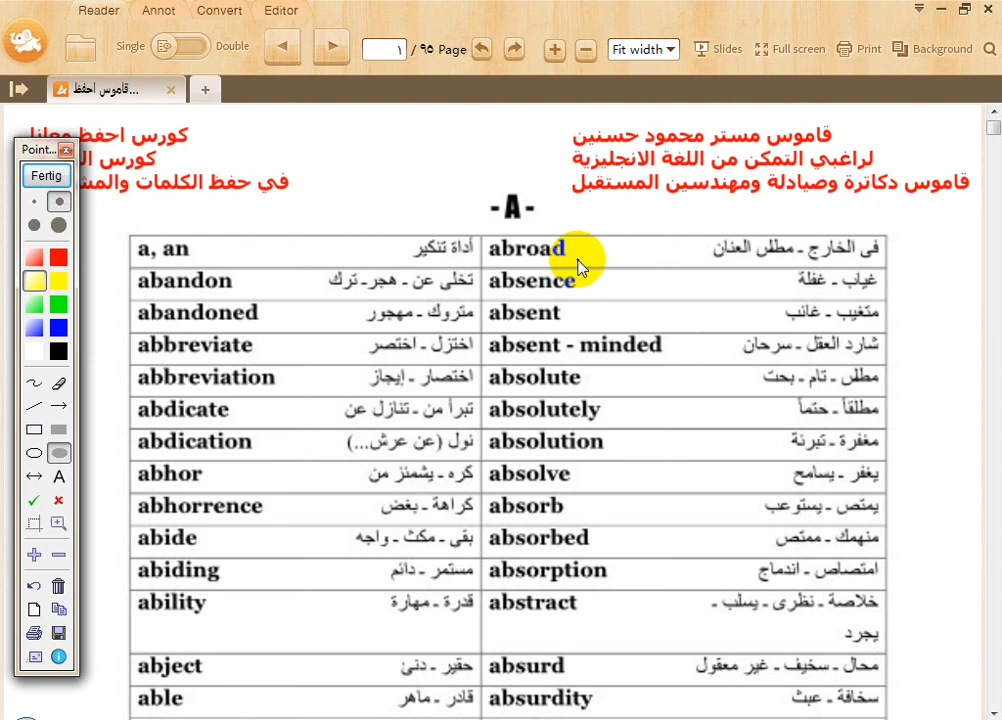 Reader Annot Convert Editor
Single Double ١ / ٩٥ Page Fit width Slides Full screen Print Background
قاموس احفظ...
قاموس مستر محمود حسنين
كورس احفظ
لراغبي التمكن من اللغة الانجليزية
كورس
قاموس دكاترة وصيادلة ومهندسين المستقبل
في حفظ الكلمات
Point...
Fertig
A
- A -
a, an أداة تنكير abroad فى الخارج - مطلق العنان
abandon تخلى عن - هجر- ترك absence غياب - غفلة
abandoned متروك - مهجور absent متغيب - غائب
abbreviate اختزل - اختصر absent - minded شارد العقل - سرحان
abbreviation اختصار - إيجاز absolute مطلق - تام - بحت
abdicate تبرأ من - تنازل عن absolutely مطلقاً - حتماً
abdication نول (عن عرش...) absolution مغفرة - تبرئة
abhor كره - يشمئز من absolve يغفر - يسامح
abhorrence كراهة - بغض absorb يمتص - يستوعب
abide بقى - مكث - واجه absorbed منهمك - ممتص
abiding مستمر - دائم absorption امتصاص - اندماج
ability قدرة - مهارة abstract خلاصة - نظرى - يسلب -
يجرد
abject حقير - دنئ absurd محال - سخيف - غير معقول
able قادر - ماهر absurdity سخافة - عبث